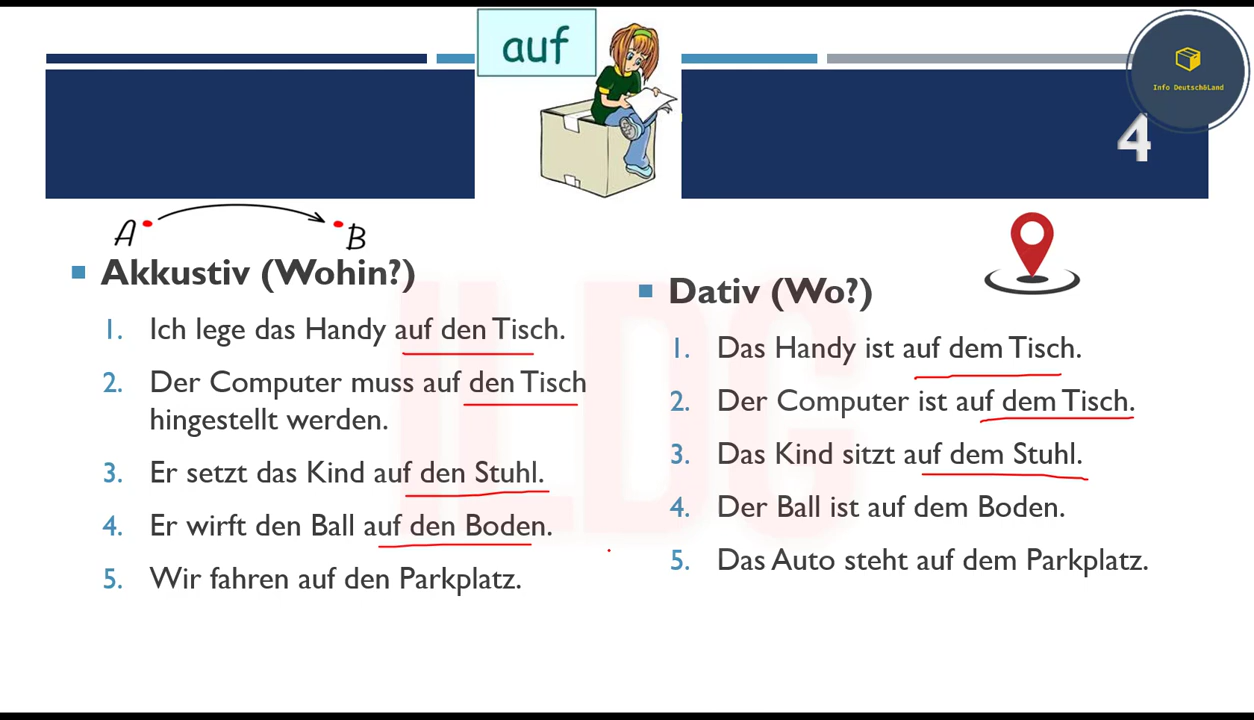 auf
Info Deutsch&Land
4
A
B
Akkustiv (Wohin?)
1. Ich lege das Handy auf den Tisch.
2. Der Computer muss auf den Tisch
hingestellt werden.
3. Er setzt das Kind auf den Stuhl.
4. Er wirft den Ball auf den Boden.
5. Wir fahren auf den Parkplatz.
Dativ (Wo?)
1. Das Handy ist auf dem Tisch.
2. Der Computer ist auf dem Tisch.
3. Das Kind sitzt auf dem Stuhl.
4. Der Ball ist auf dem Boden.
5. Das Auto steht auf dem Parkplatz.
ILDG